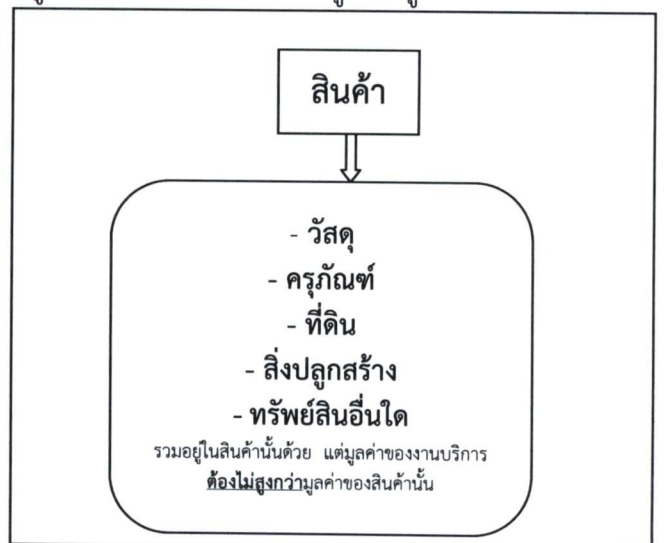 สินค้า
- วัสดุ
- ครุภัณฑ์
- ที่ดิน
- สิ่งปลูกสร้าง
- ทรัพย์สินอื่นใด
รวมอยู่ในสินค้านั้นด้วย แต่มูลค่าของงานบริการ
ต้องไม่สูงกว่ามูลค่าของสินค้านั้น